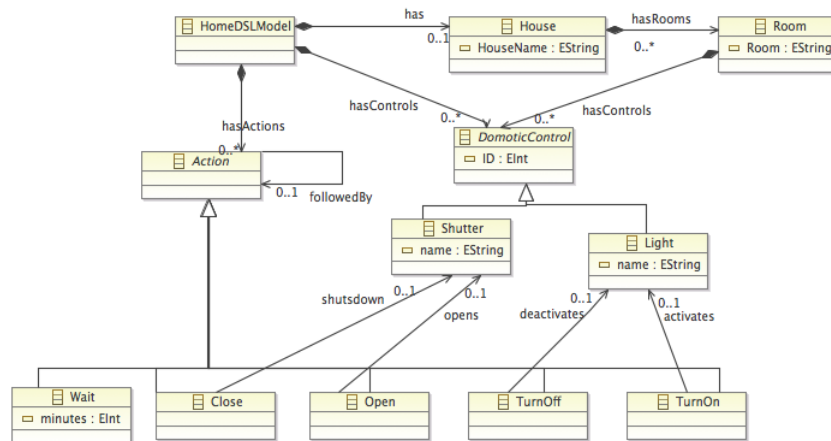 HomeDSLModel
has
0..1
House
HouseName : EString
hasRooms
0..*
Room
Room : EString
hasControls
0..*
hasControls
0..*
hasActions
0..*
DomoticControl
ID : EInt
Action
0..1
followedBy
Shutter
name : EString
Light
name : EString
shutsdown
0..1
0..1
opens
0..1
deactivates
0..1
activates
Wait
minutes : EInt
Close
Open
TurnOff
TurnOn